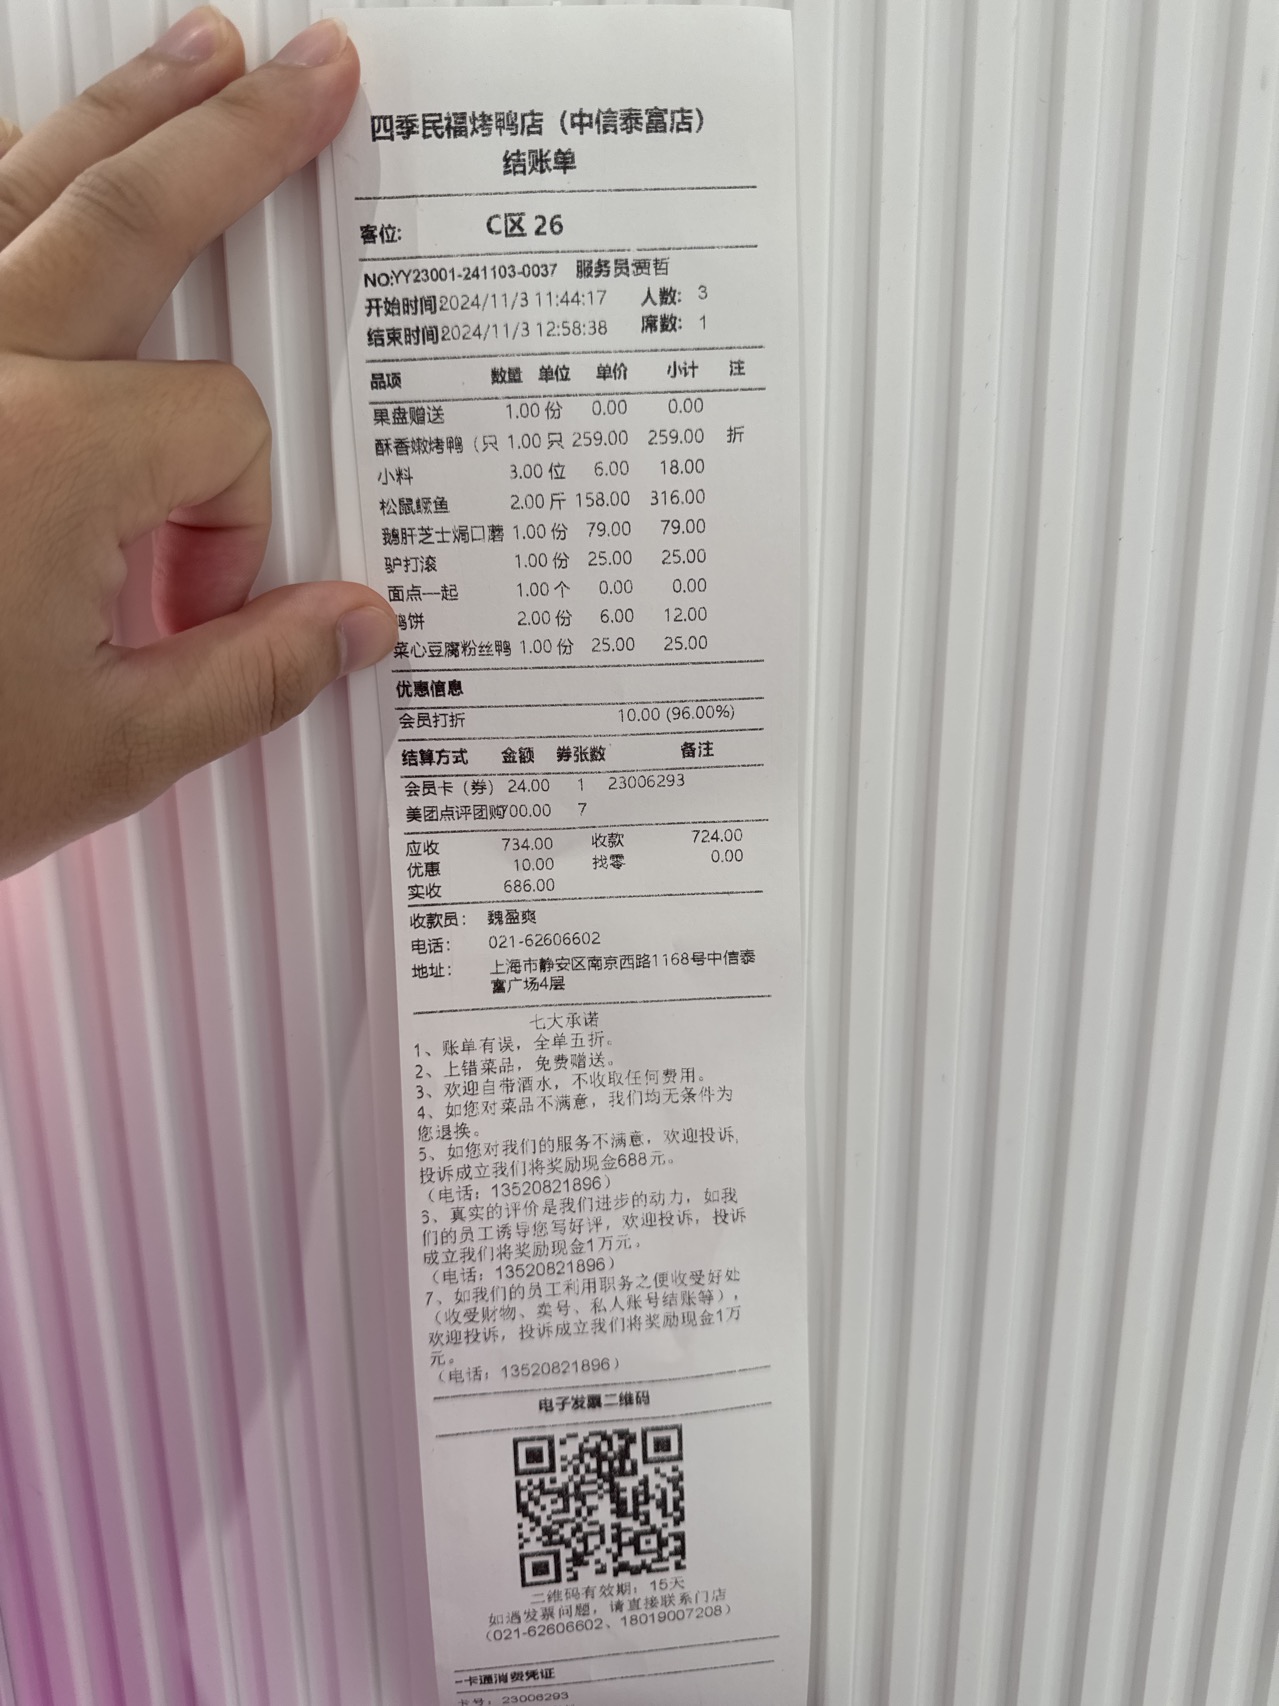 四季民福烤鸭店（中信泰富店）
结账单
客位: C区 26
NO:YY23001-241103-0037 服务员:贾哲
开始时间2024/11/3 11:44:17 人数: 3
结束时间2024/11/3 12:58:38 席数: 1
品项 数量 单位 单价 小计 注
果盘赠送 1.00 份 0.00 0.00
酥香嫩烤鸭（只 1.00 只 259.00 259.00 折
小料 3.00 位 6.00 18.00
松鼠鳜鱼 2.00 斤 158.00 316.00
鹅肝芝士焗口蘑 1.00 份 79.00 79.00
驴打滚 1.00 份 25.00 25.00
面点一起 1.00 个 0.00 0.00
鸭饼 2.00 份 6.00 12.00
菜心豆腐粉丝鸭 1.00 份 25.00 25.00
优惠信息
会员打折 10.00 (96.00%)
结算方式 金额 券张数 备注
会员卡（券） 24.00 1 23006293
美团点评团购700.00 7
应收 734.00 收款 724.00
优惠 10.00 找零 0.00
实收 686.00
收款员: 魏盈爽
电话: 021-62606602
地址: 上海市静安区南京西路1168号中信泰
富广场4层
七大承诺
1、账单有误，全单五折。
2、上错菜品，免费赠送。
3、欢迎自带酒水，不收取任何费用。
4、如您对菜品不满意，我们均无条件为
您退换。
5、如您对我们的服务不满意，欢迎投诉，
投诉成立我们将奖励现金688元。
（电话：13520821896）
3、真实的评价是我们进步的动力，如我
们的员工诱导您写好评，欢迎投诉，投诉
成立我们将奖励现金1万元。
（电话：13520821896）
7、如我们的员工利用职务之便收受好处
（收受财物、卖号、私人账号结账等），
欢迎投诉，投诉成立我们将奖励现金1万
元。
（电话：13520821896）
电子发票二维码
二维码有效期：15天
如遇发票问题，请直接联系门店
（021-62606602、18019007208）
一卡通消费凭证
卡号：23006293